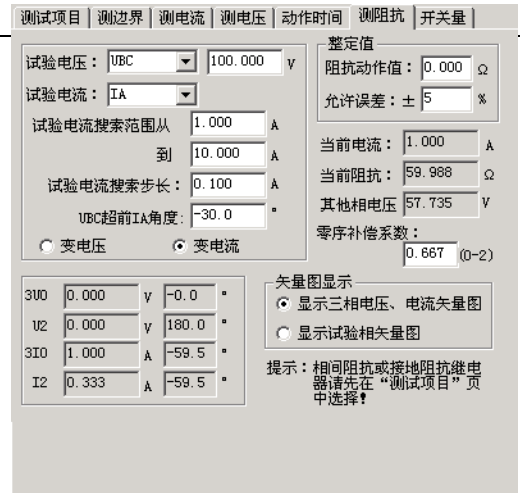 测试项目 测边界 测电流 测电压 动作时间 测阻抗 开关量
试验电压： UBC 100.000 V
试验电流： IA
试验电流搜索范围从 1.000 A
到 10.000 A
试验电流搜索步长： 0.100 A
UBC超前IA角度： -30.0 °
变电压 变电流
整定值
阻抗动作值： 0.000 Ω
允许误差：± 5 %
当前电流： 1.000 A
当前阻抗： 59.988 Ω
其他相电压 57.735 V
零序补偿系数：
0.667 (0-2)
3U0 0.000 V -0.0 °
U2 0.000 V 180.0 °
3I0 1.000 A -59.5 °
I2 0.333 A -59.5 °
矢量图显示
显示三相电压、电流矢量图
显示试验相矢量图
提示：相间阻抗或接地阻抗继电
器请先在“测试项目”页
中选择！